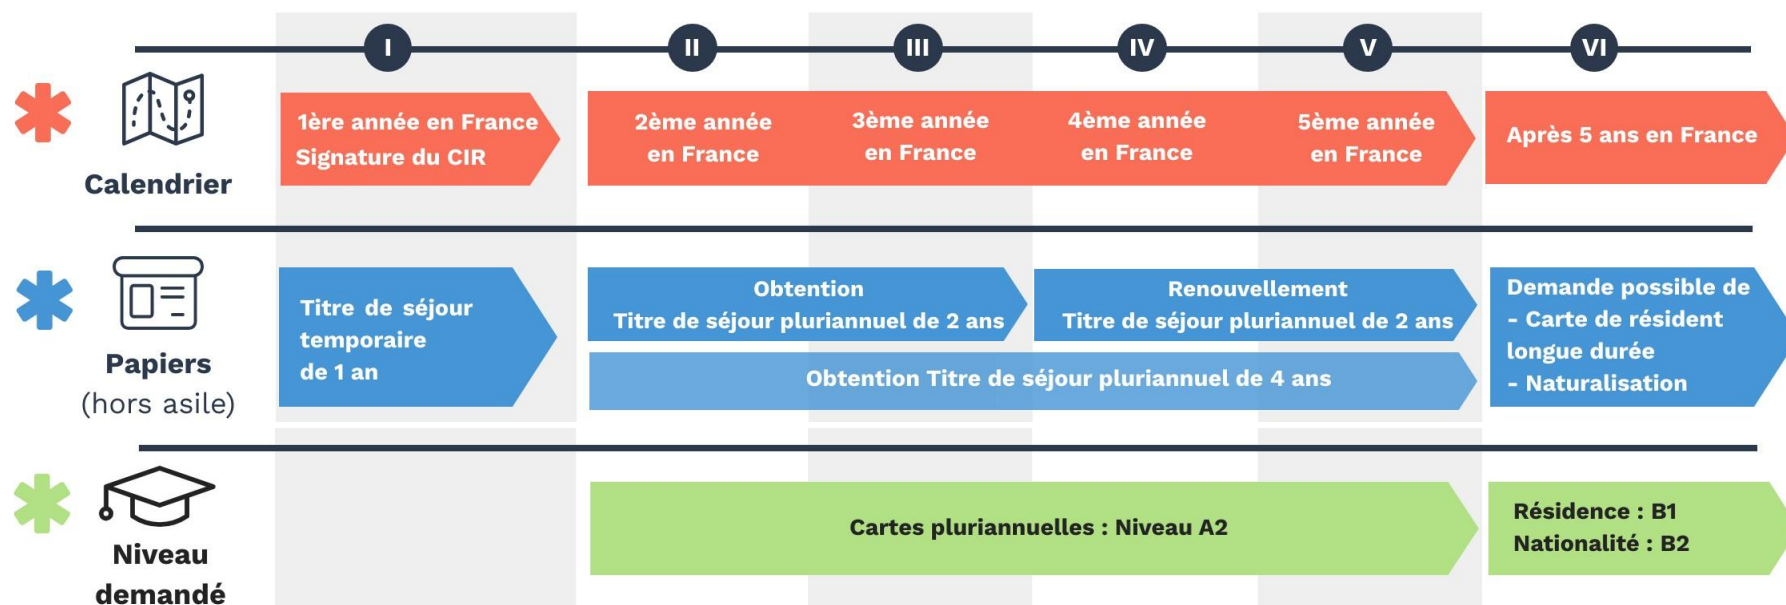 I
II
III
IV
V
VI
Calendrier
1ère année en France
Signature du CIR
2ème année
en France
3ème année
en France
4ème année
en France
5ème année
en France
Après 5 ans en France
Papiers
(hors asile)
Titre de séjour
temporaire
de 1 an
Obtention
Titre de séjour pluriannuel de 2 ans
Renouvellement
Titre de séjour pluriannuel de 2 ans
Obtention Titre de séjour pluriannuel de 4 ans
Demande possible de
- Carte de résident
longue durée
- Naturalisation
Niveau
demandé
Cartes pluriannuelles : Niveau A2
Résidence : B1
Nationalité : B2